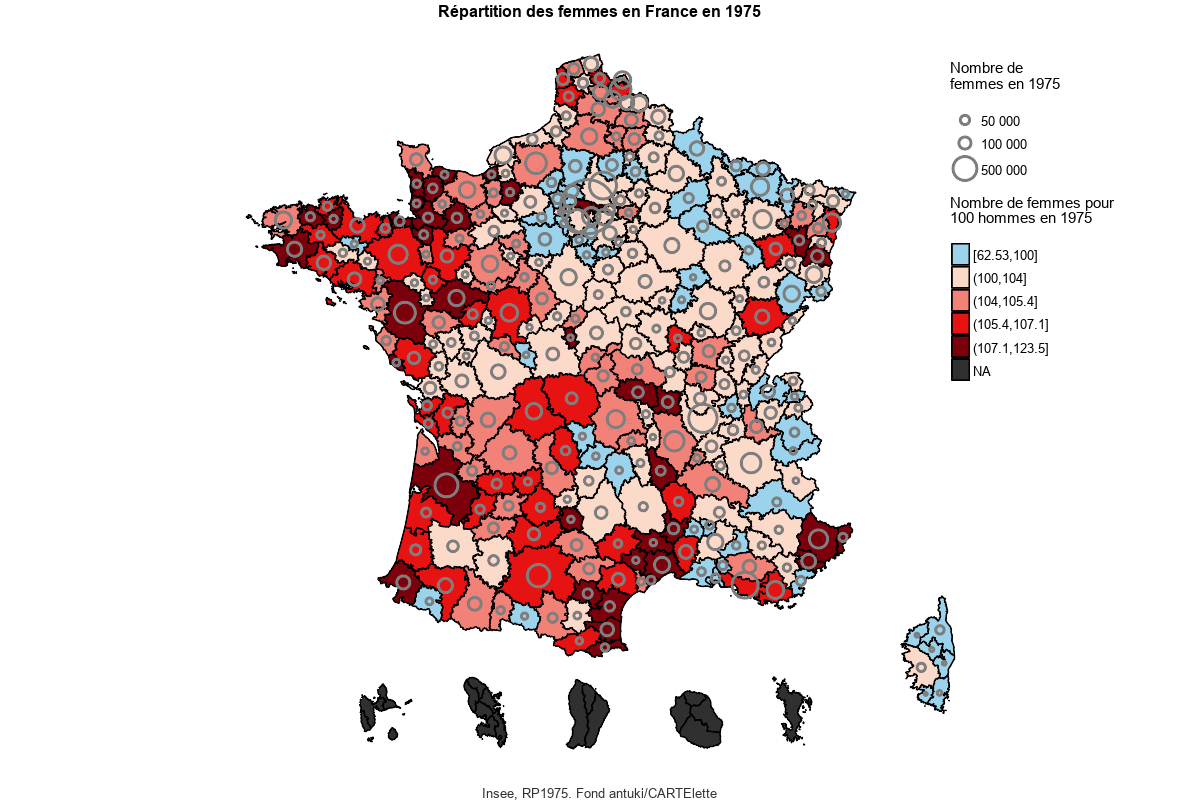 Répartition des femmes en France en 1975
Nombre de
femmes en 1975
50 000
100 000
500 000
Nombre de femmes pour
100 hommes en 1975
[62.53,100]
(100,104]
(104,105.4]
(105.4,107.1]
(107.1,123.5]
NA
Insee, RP1975. Fond antuki/CARTElette